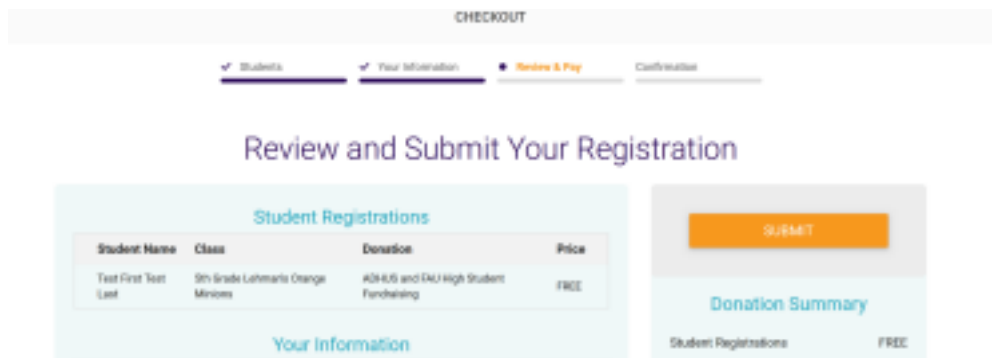 CHECKOUT
Students
Your Information
Review & Pay
Confirmation
Review and Submit Your Registration
Student Registrations
Student Name Class Donation Price
Test First Test Last
5th Grade Lehmaris Orange Minions
ADHUS and FAU High Student Fundraising
FREE
Your Information
SUBMIT
Donation Summary
Student Registrations FREE